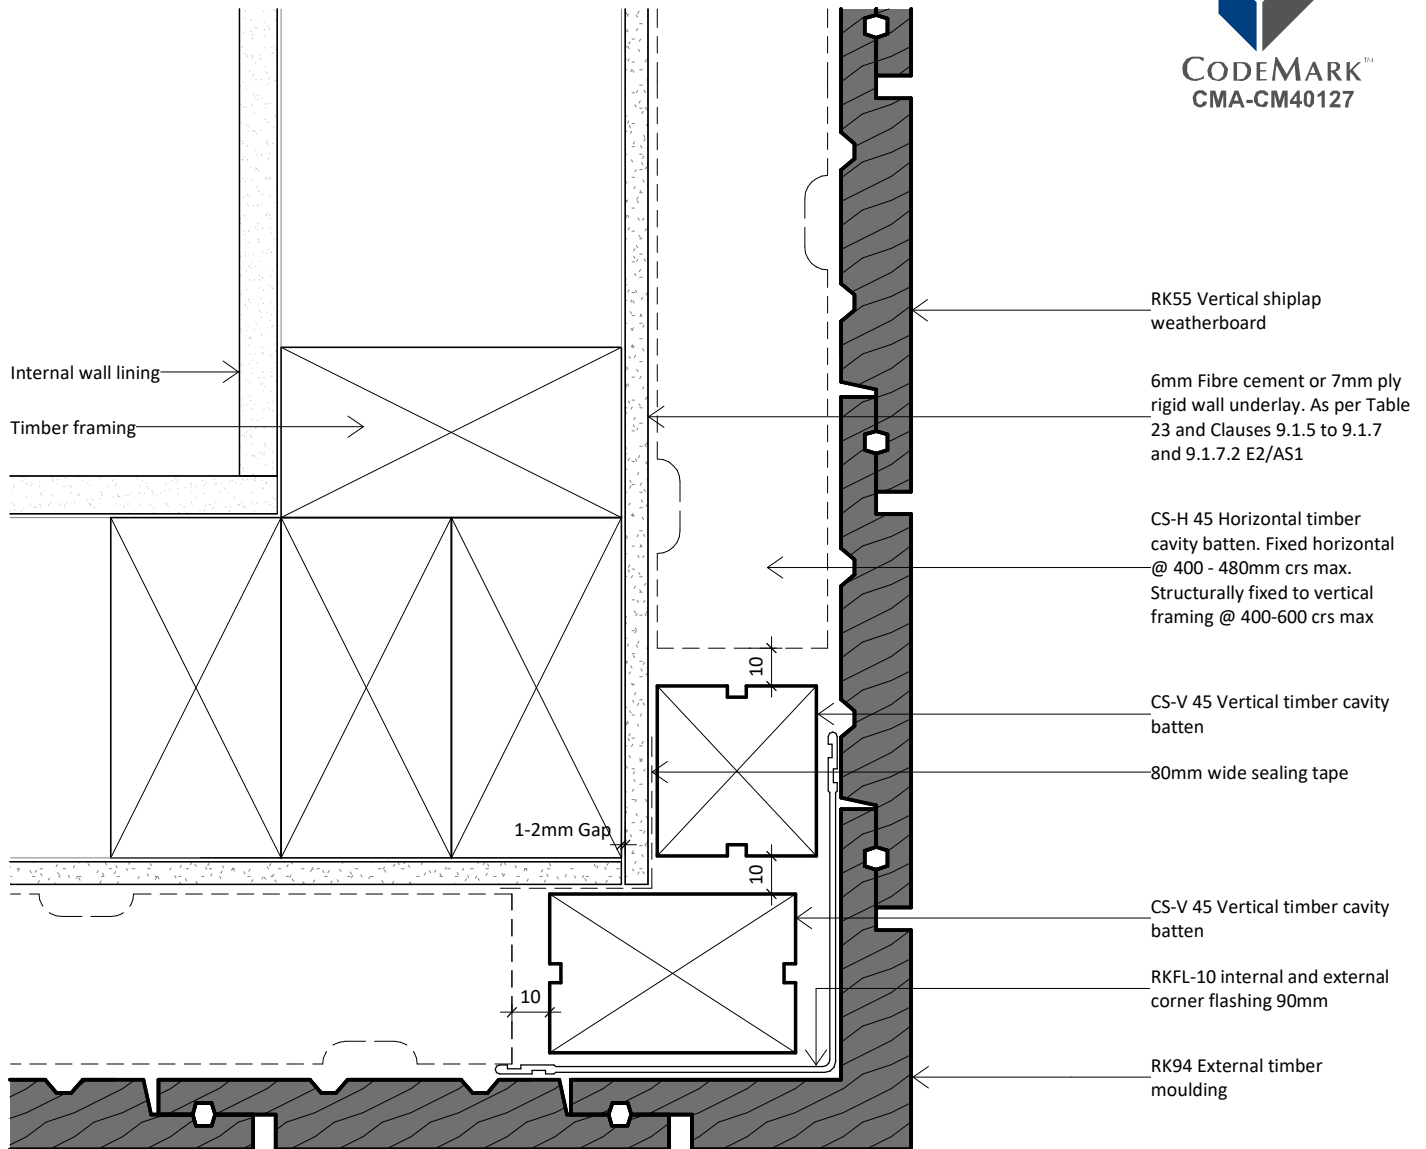 CODEMARK™
CMA-CM40127
RK55 Vertical shiplap
weatherboard
Internal wall lining
Timber framing
6mm Fibre cement or 7mm ply
rigid wall underlay. As per Table
23 and Clauses 9.1.5 to 9.1.7
and 9.1.7.2 E2/AS1
CS-H 45 Horizontal timber
cavity batten. Fixed horizontal
@ 400 - 480mm crs max.
Structurally fixed to vertical
framing @ 400-600 crs max
10
CS-V 45 Vertical timber cavity
batten
80mm wide sealing tape
1-2mm Gap
10
CS-V 45 Vertical timber cavity
batten
10
RKFL-10 internal and external
corner flashing 90mm
RK94 External timber
moulding